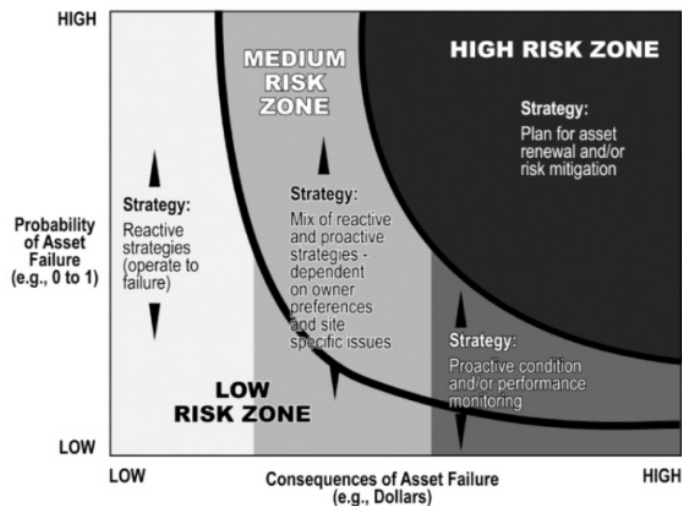 HIGH
MEDIUM
RISK
ZONE
HIGH RISK ZONE
Strategy:
Plan for asset
renewal and/or
risk mitigation
Probability
of Asset
Failure
(e.g., 0 to 1)
Strategy:
Reactive
strategies
(operate to
failure)
Strategy:
Mix of reactive
and proactive
strategies -
dependent
on owner
preferences
and site
specific issues
Strategy:
Proactive condition
and/or performance
monitoring
LOW
RISK ZONE
LOW
LOW
Consequences of Asset Failure
(e.g., Dollars)
HIGH